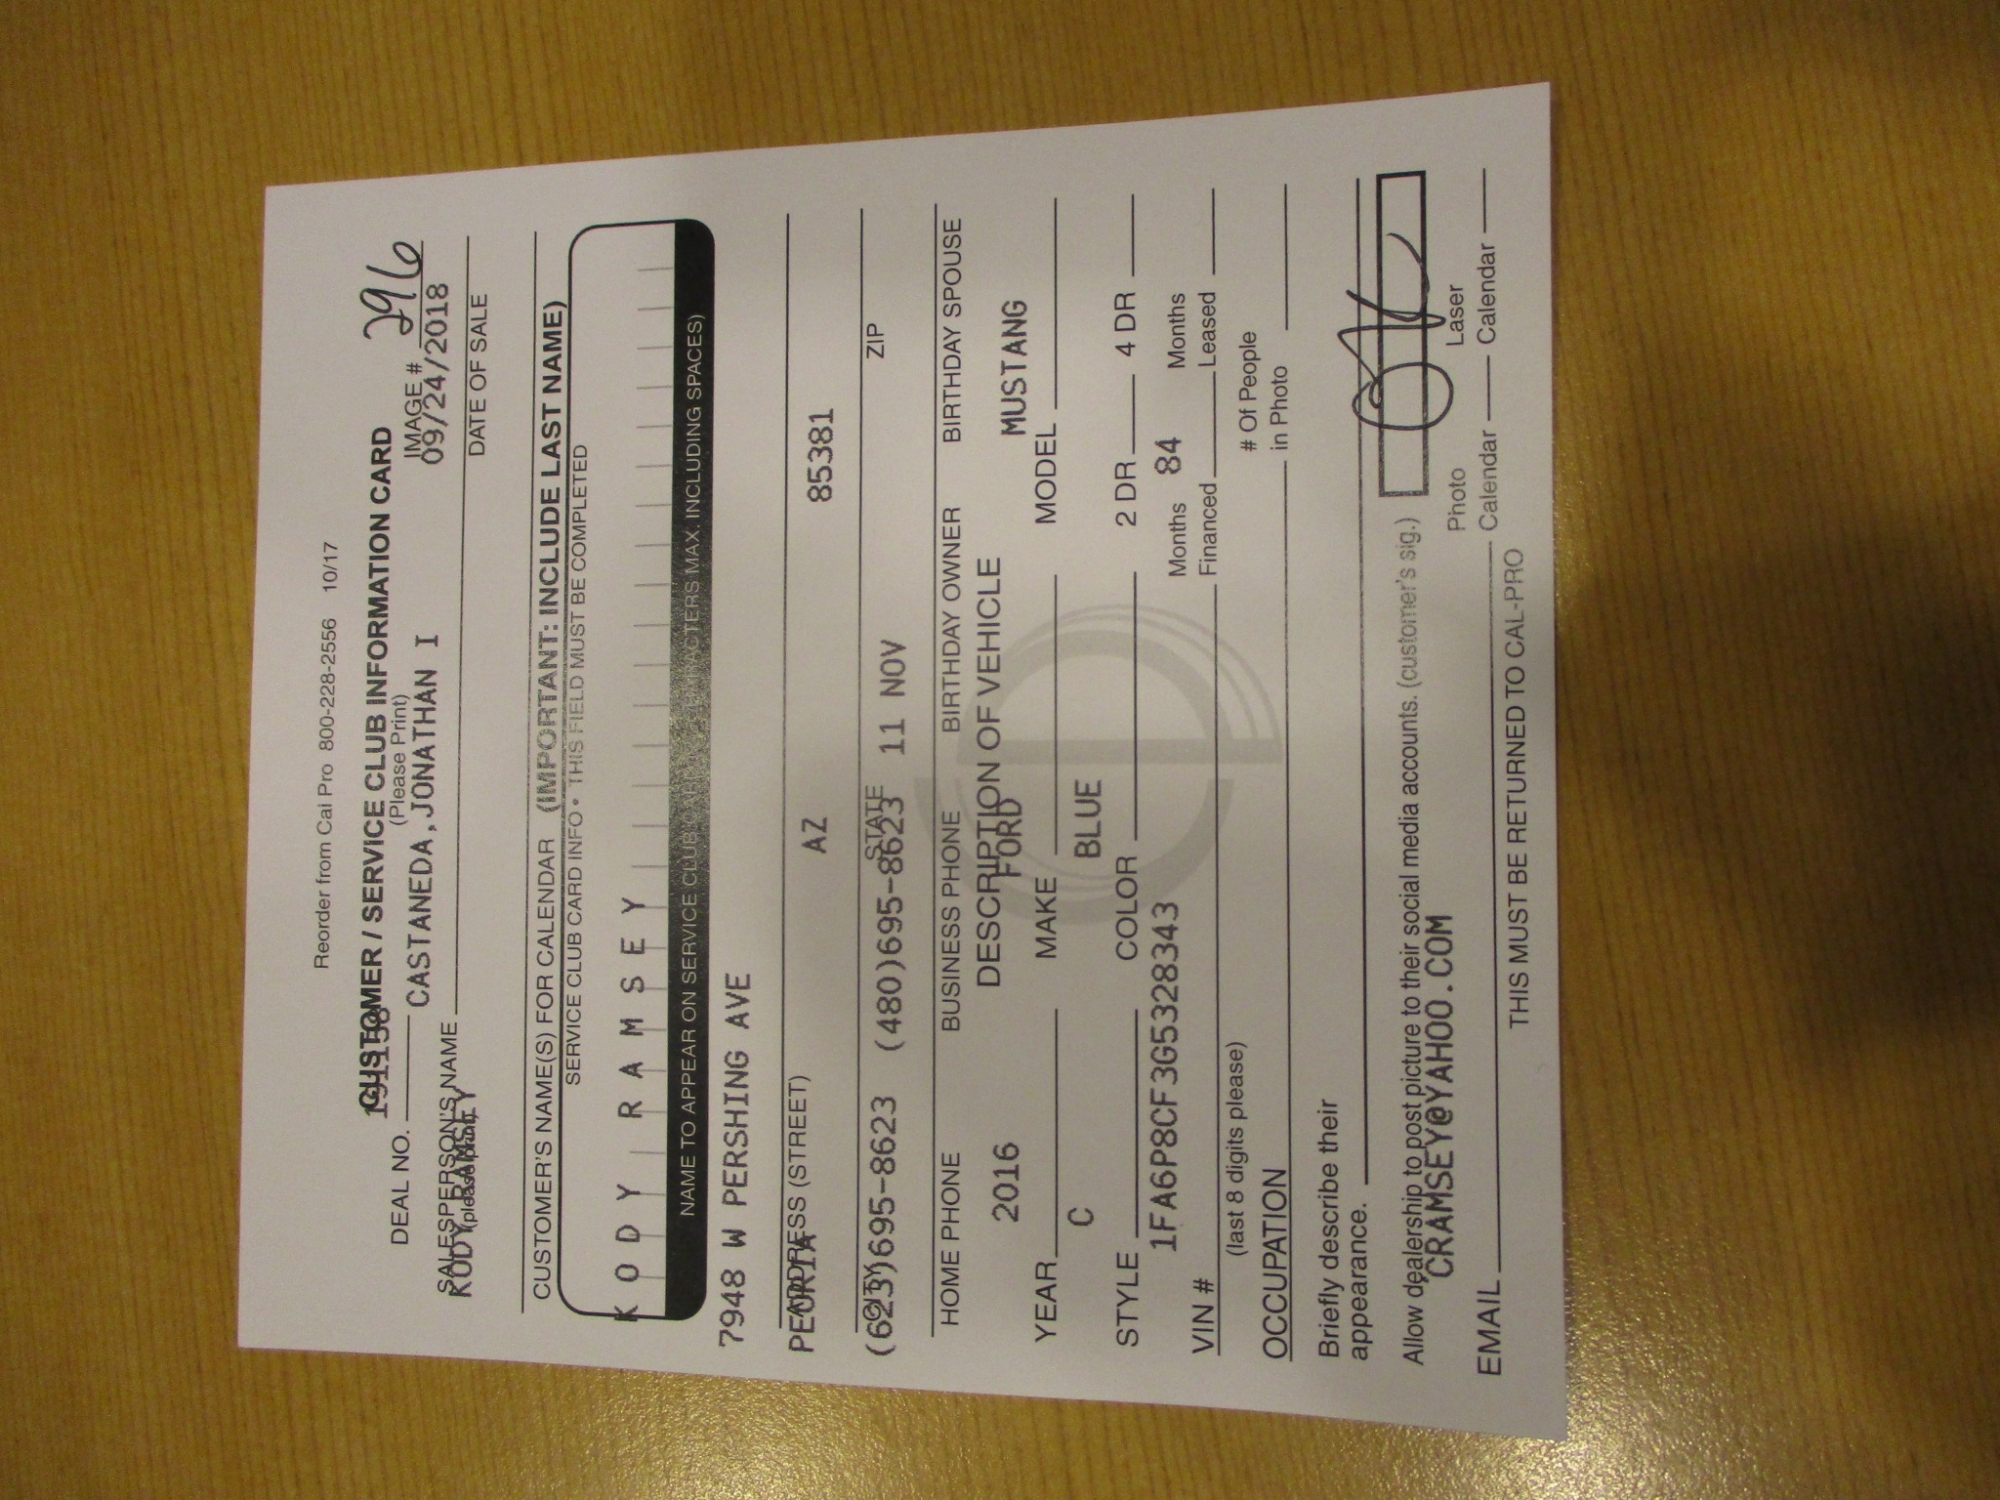 Reorder from Cal Pro 800-228-2556 10/17
CUSTOMER / SERVICE CLUB INFORMATION CARD
(Please Print)
IMAGE # 296
DEAL NO.
CASTANEDA,JONATHAN I
09/24/2018
SALESPERSON'S NAME
(please print)
DATE OF SALE
KODY RAMSEY
CUSTOMER'S NAME(S) FOR CALENDAR (IMPORTANT: INCLUDE LAST NAME)
SERVICE CLUB CARD INFO • THIS FIELD MUST BE COMPLETED
K O D Y R A M S E Y
NAME TO APPEAR ON SERVICE CLUB CHARACTERS MAX. INCLUDING SPACES)
7948 W PERSHING AVE
ADDRESS (STREET)
PEORIA AZ 85381
CITY STATE ZIP
(623)695-8623 (480)695-8623 11 NOV
HOME PHONE BUSINESS PHONE BIRTHDAY OWNER BIRTHDAY SPOUSE
DESCRIPTION OF VEHICLE
2016 FORD MUSTANG
YEAR MAKE MODEL
C BLUE
STYLE COLOR 2 DR 4 DR
1FA6P8CF3G5328343
Months 84 Months
VIN # Financed Leased
(last 8 digits please)
# Of People
OCCUPATION in Photo
Briefly describe their
appearance.
Allow dealership to post picture to their social media accounts. (customer's sig.)
CRAMSEY@YAHOO.COM
Photo Laser
EMAIL Calendar Calendar
THIS MUST BE RETURNED TO CAL-PRO